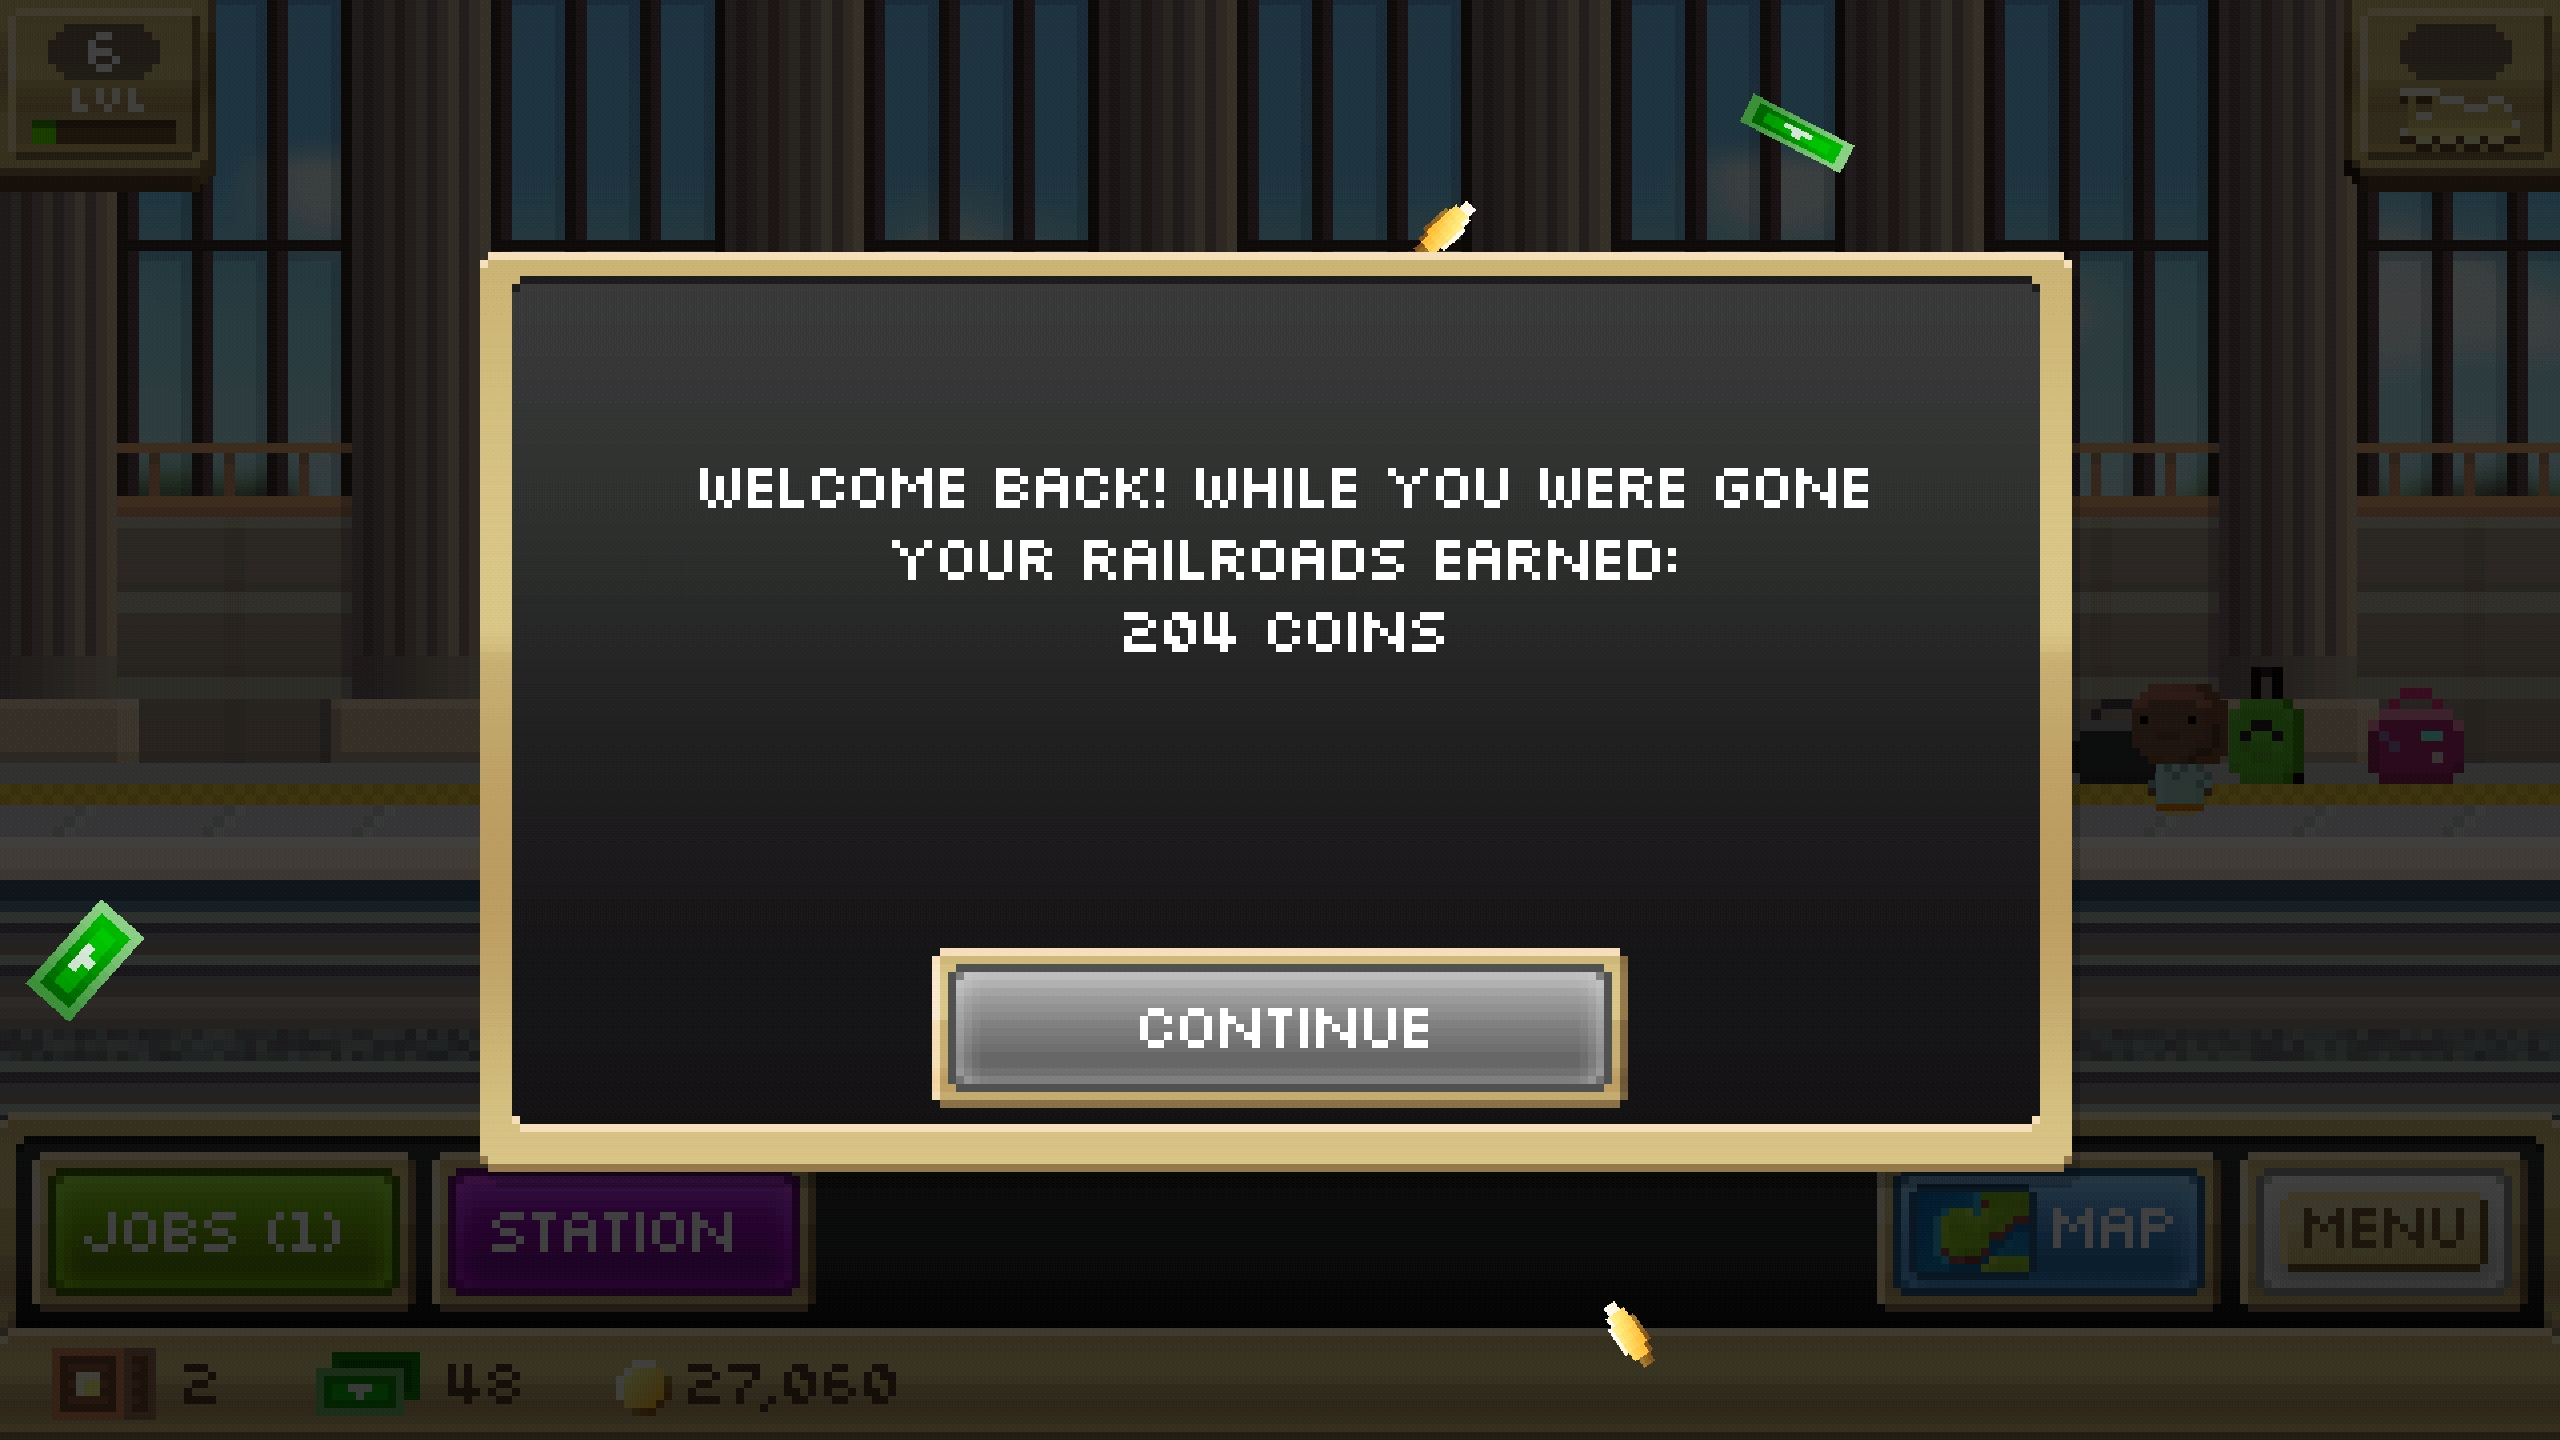 6
LVL
WELCOME BACK! WHILE YOU WERE GONE
YOUR RAILROADS EARNED:
204 COINS
CONTINUE
JOBS (1)
STATION
MAP
MENU
2
48
27,060